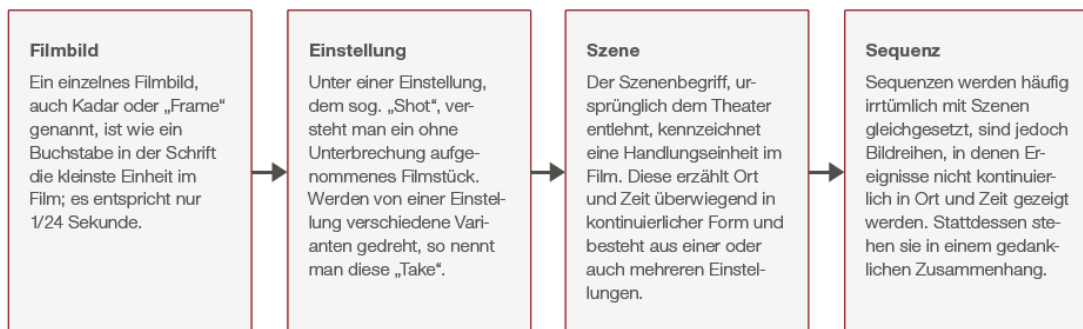 Filmbild
Ein einzelnes Filmbild,
auch Kadar oder „Frame“
genannt, ist wie ein
Buchstabe in der Schrift
die kleinste Einheit im
Film; es entspricht nur
1/24 Sekunde.
Einstellung
Unter einer Einstellung,
dem sog. „Shot“, ver-
steht man ein ohne
Unterbrechung aufge-
nommenes Filmstück.
Werden von einer Einstel-
lung verschiedene Vari-
anten gedreht, so nennt
man diese „Take“.
Szene
Der Szenenbegriff, ur-
sprünglich dem Theater
entlehnt, kennzeichnet
eine Handlungseinheit im
Film. Diese erzählt Ort
und Zeit überwiegend in
kontinuierlicher Form und
besteht aus einer oder
auch mehreren Einstel-
lungen.
Sequenz
Sequenzen werden häufig
irrtümlich mit Szenen
gleichgesetzt, sind jedoch
Bildreihen, in denen Er-
eignisse nicht kontinuier-
lich in Ort und Zeit gezeigt
werden. Stattdessen ste-
hen sie in einem gedank-
lichen Zusammenhang.